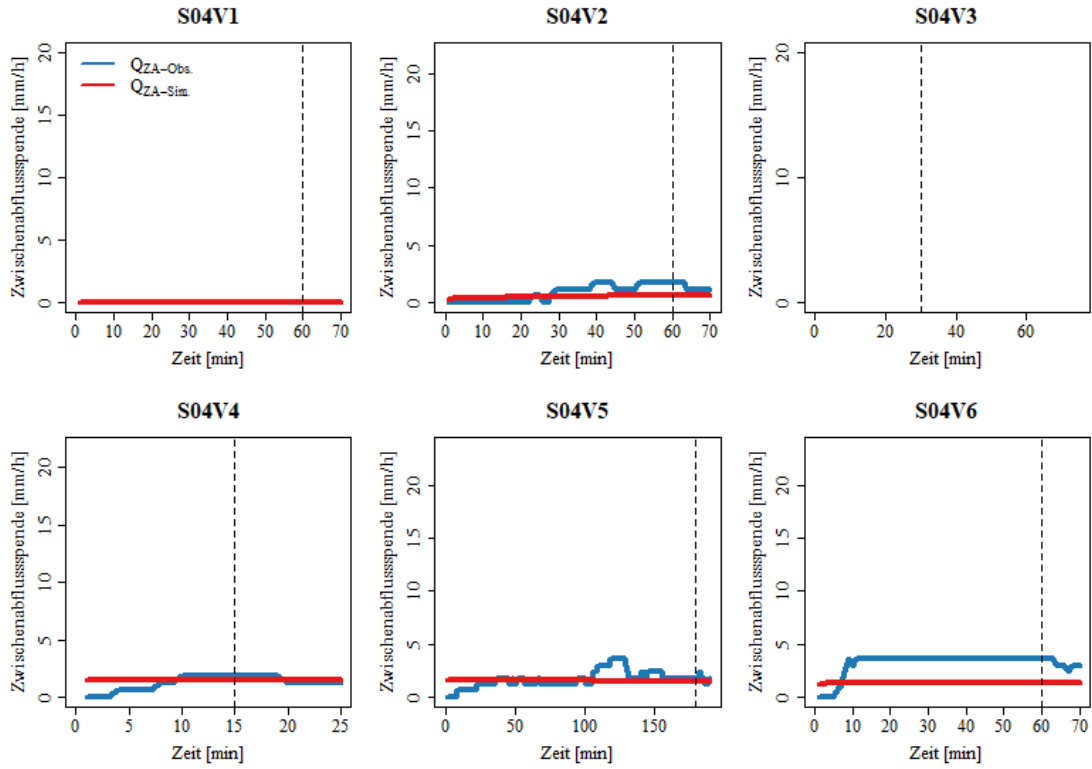 S04V1
Zwischenabflussspende [mm/h]
20
15
10
5
0
Q_ZA–Obs.
Q_ZA–Sim.
0 10 20 30 40 50 60 70
Zeit [min]
S04V2
Zwischenabflussspende [mm/h]
20
15
10
5
0
0 10 20 30 40 50 60 70
Zeit [min]
S04V3
Zwischenabflussspende [mm/h]
20
15
10
5
0
0 20 40 60
Zeit [min]
S04V4
Zwischenabflussspende [mm/h]
20
15
10
5
0
0 5 10 15 20 25
Zeit [min]
S04V5
Zwischenabflussspende [mm/h]
20
15
10
5
0
0 50 100 150
Zeit [min]
S04V6
Zwischenabflussspende [mm/h]
20
15
10
5
0
0 10 20 30 40 50 60 70
Zeit [min]